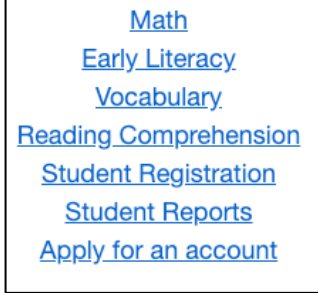 Math
Early Literacy
Vocabulary
Reading Comprehension
Student Registration
Student Reports
Apply for an account